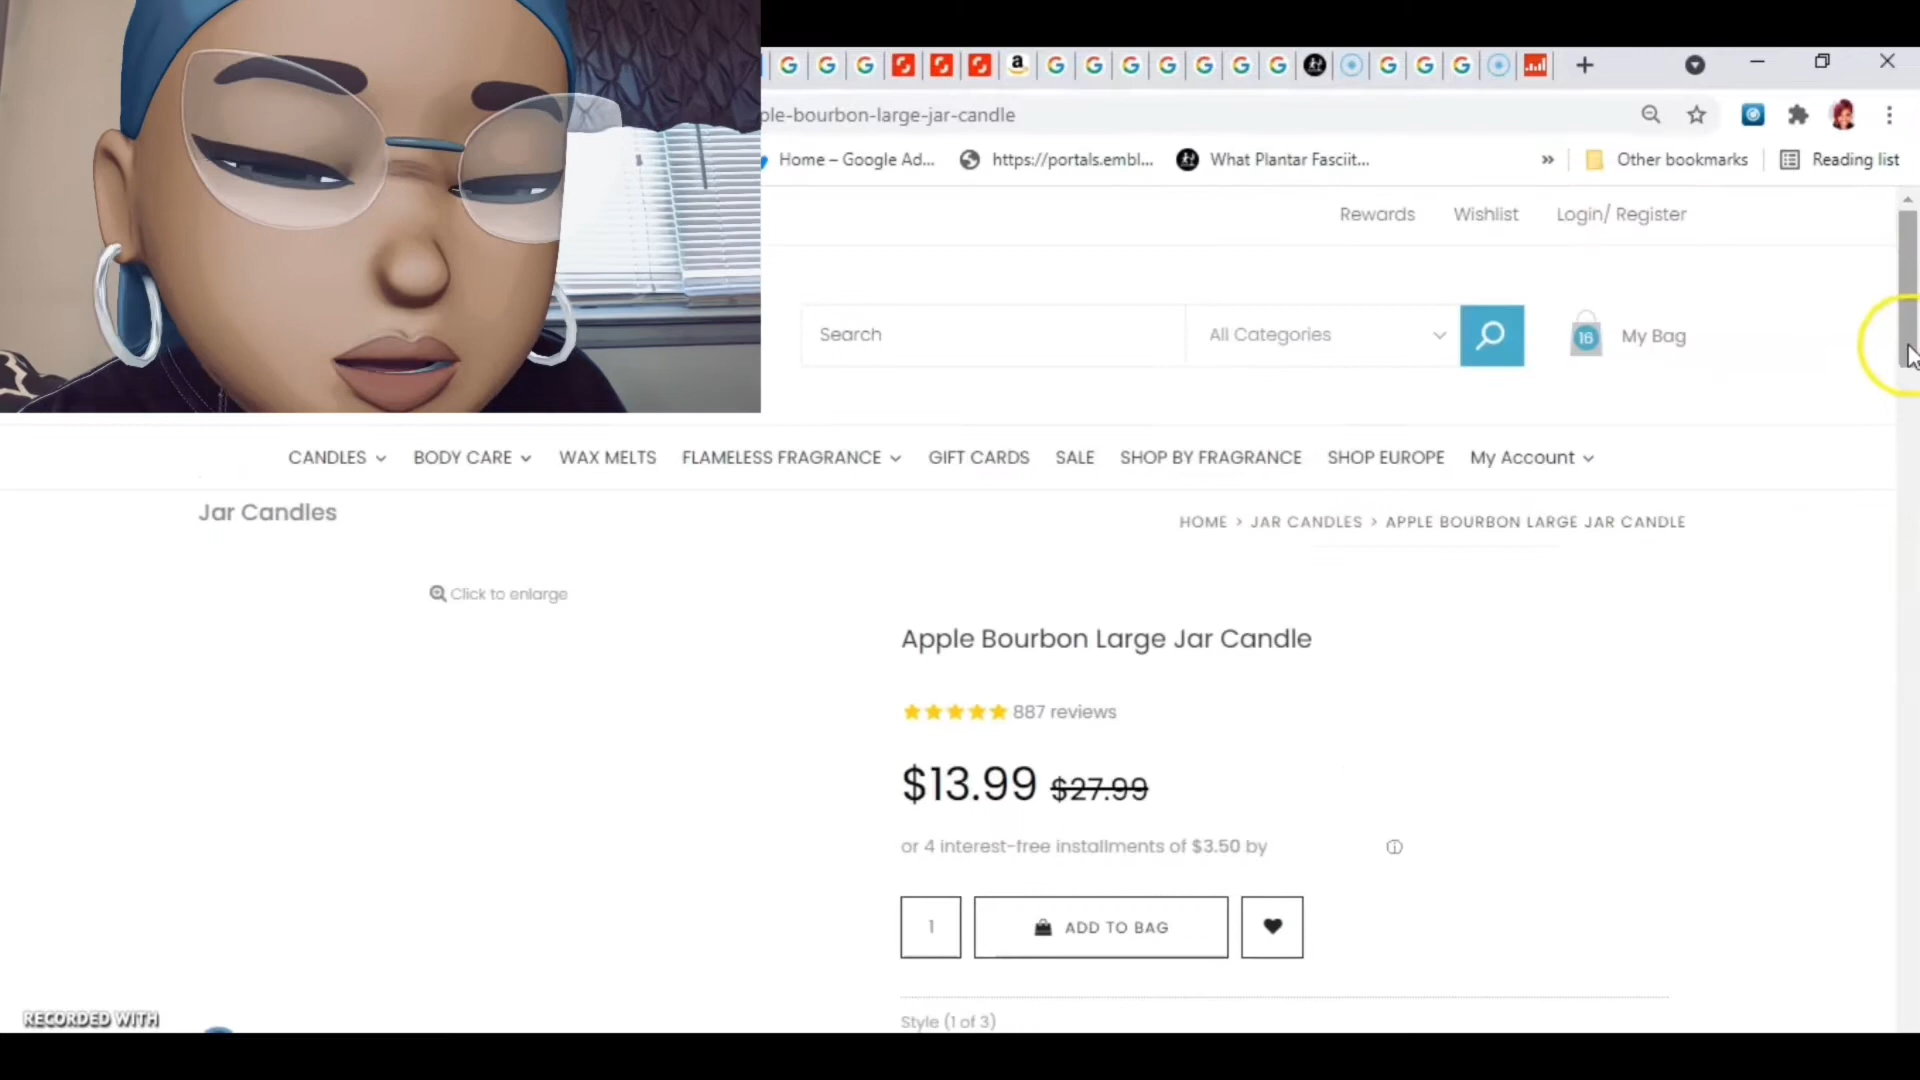 ple-bourbon-large-jar-candle
Home – Google Ad...
https://portals.embl...
What Plantar Fasciit...
»
Other bookmarks
Reading list
Rewards
Wishlist
Login/ Register
Search
All Categories
16
My Bag
CANDLES
BODY CARE
WAX MELTS
FLAMELESS FRAGRANCE
GIFT CARDS
SALE
SHOP BY FRAGRANCE
SHOP EUROPE
My Account
Jar Candles
HOME > JAR CANDLES > APPLE BOURBON LARGE JAR CANDLE
Click to enlarge
Apple Bourbon Large Jar Candle
887 reviews
$13.99 $27.99
or 4 interest-free installments of $3.50 by
1
ADD TO BAG
Style (1 of 3)
RECORDED WITH